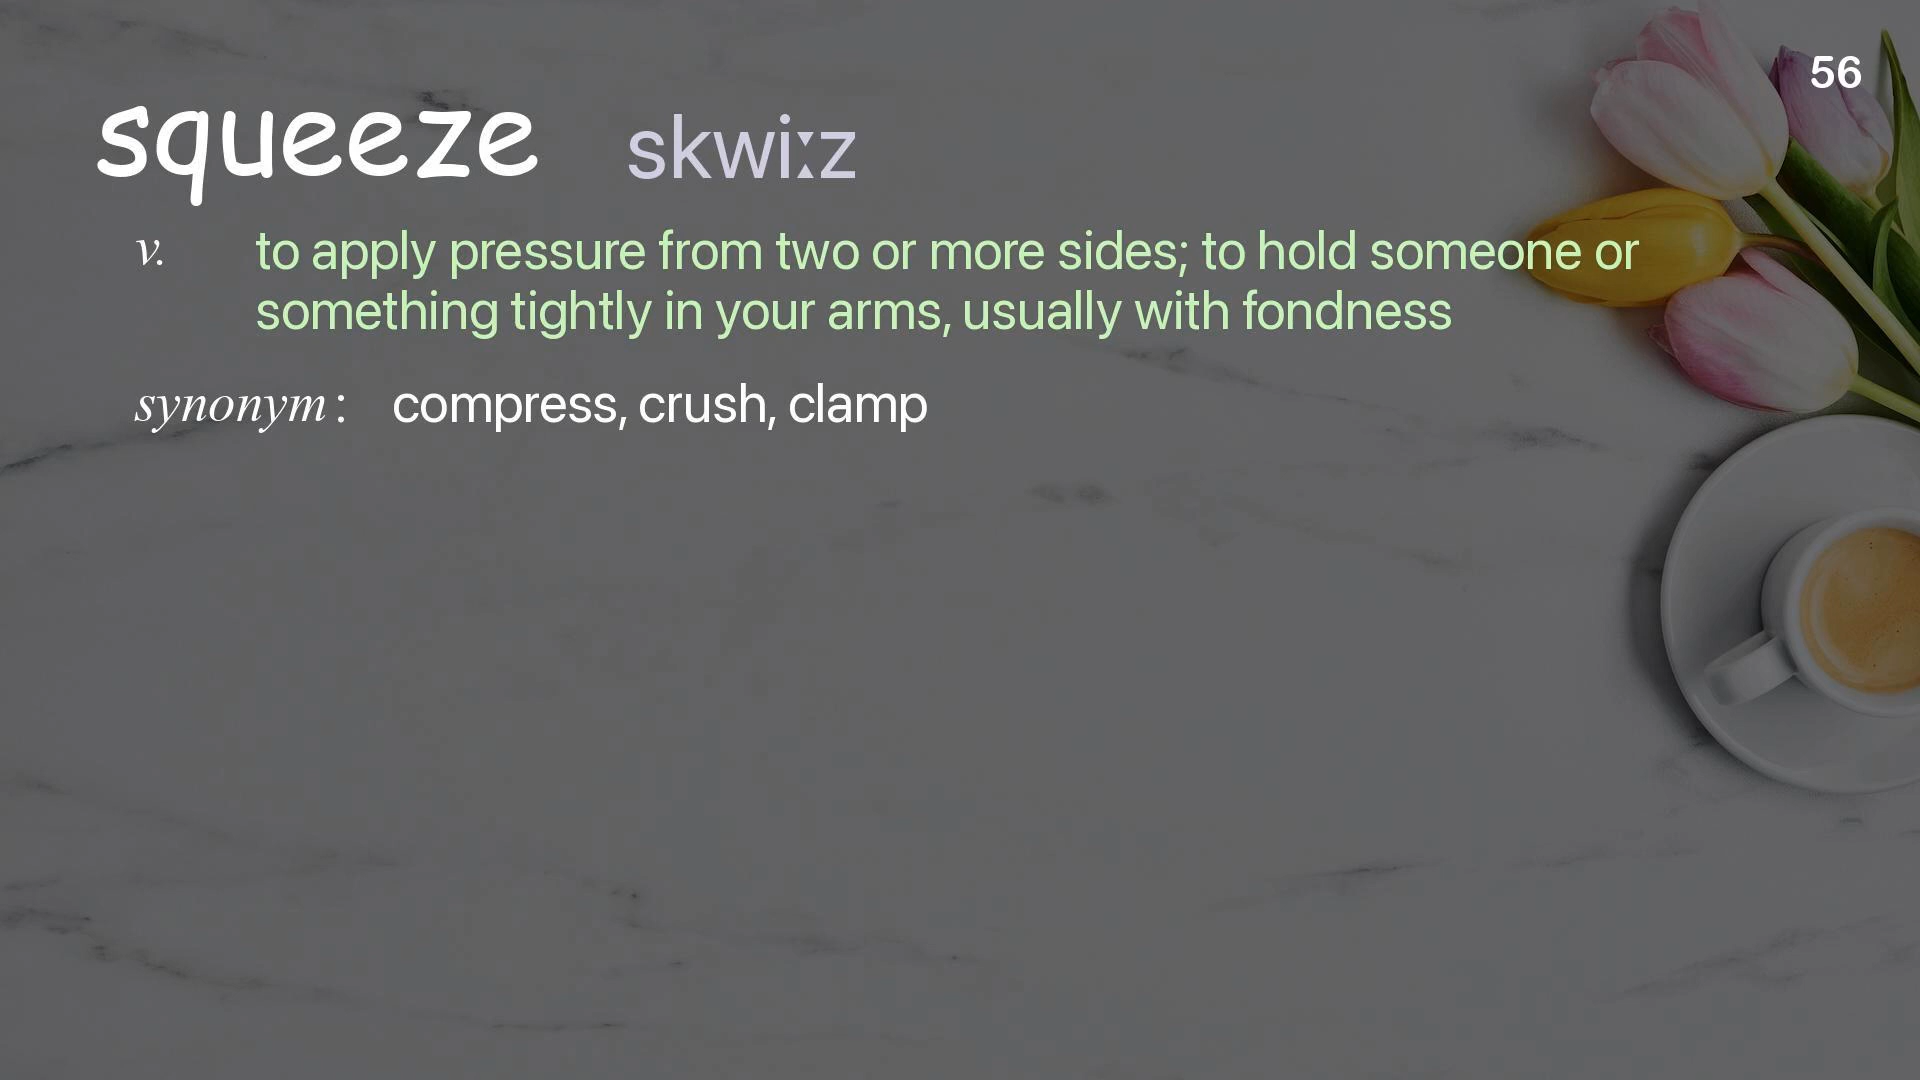 56
squeeze skwiːz
v. to apply pressure from two or more sides; to hold someone or
something tightly in your arms, usually with fondness
synonym : compress, crush, clamp